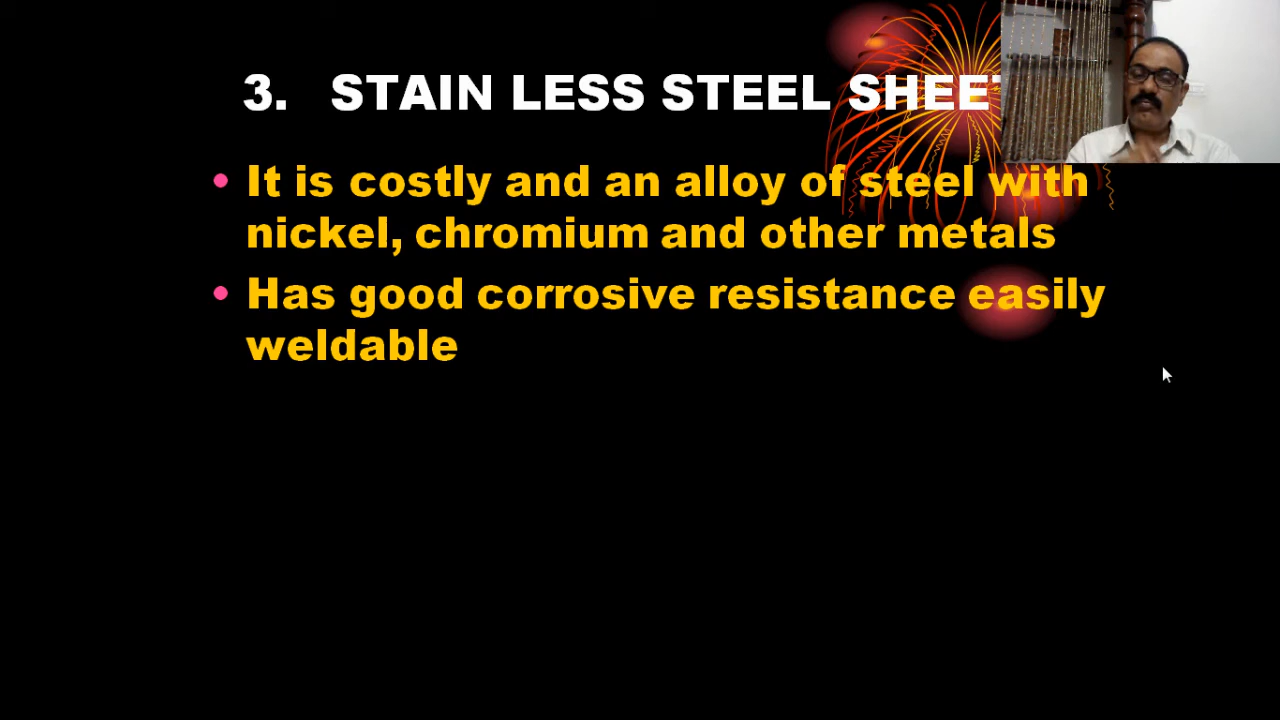 3. STAIN LESS STEEL SHEET
• It is costly and an alloy of steel with
nickel, chromium and other metals
• Has good corrosive resistance easily
weldable